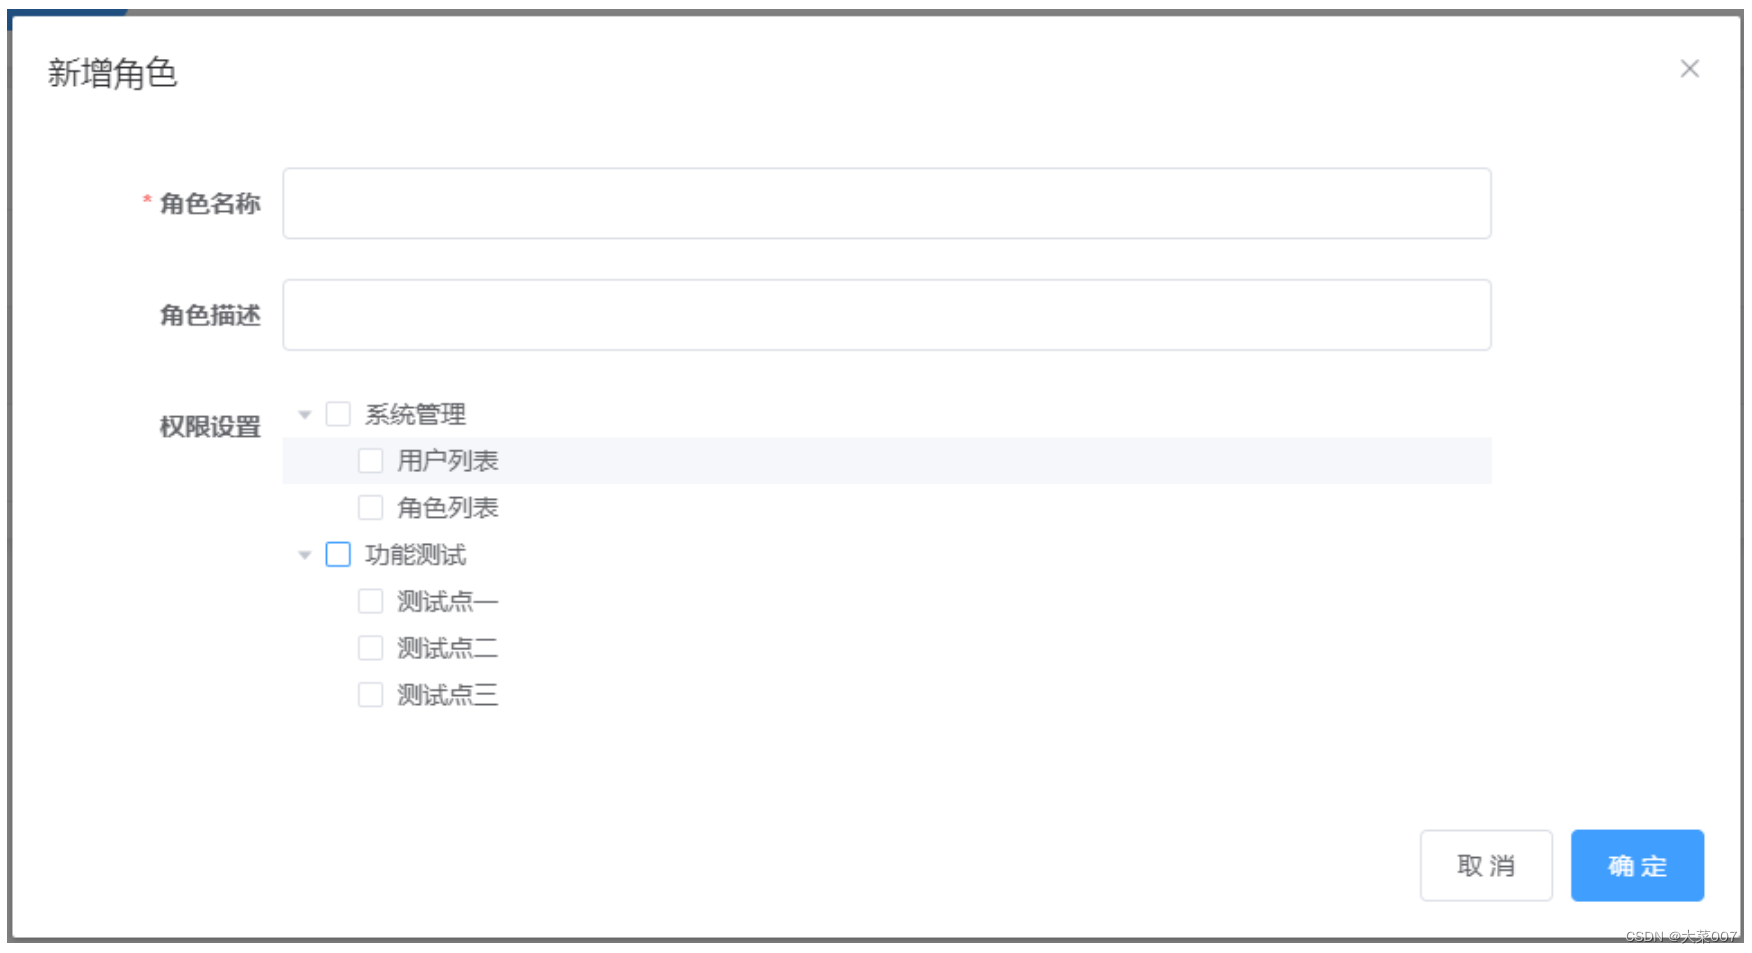 新增角色
* 角色名称
角色描述
权限设置
系统管理
用户列表
角色列表
功能测试
测试点一
测试点二
测试点三
取 消
确 定
CSDN @大菜007